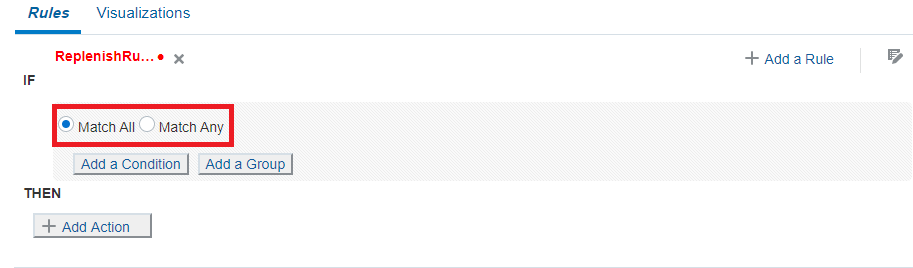 Rules Visualizations
ReplenishRu... Add a Rule
IF
Match All Match Any
Add a Condition Add a Group
THEN
Add Action